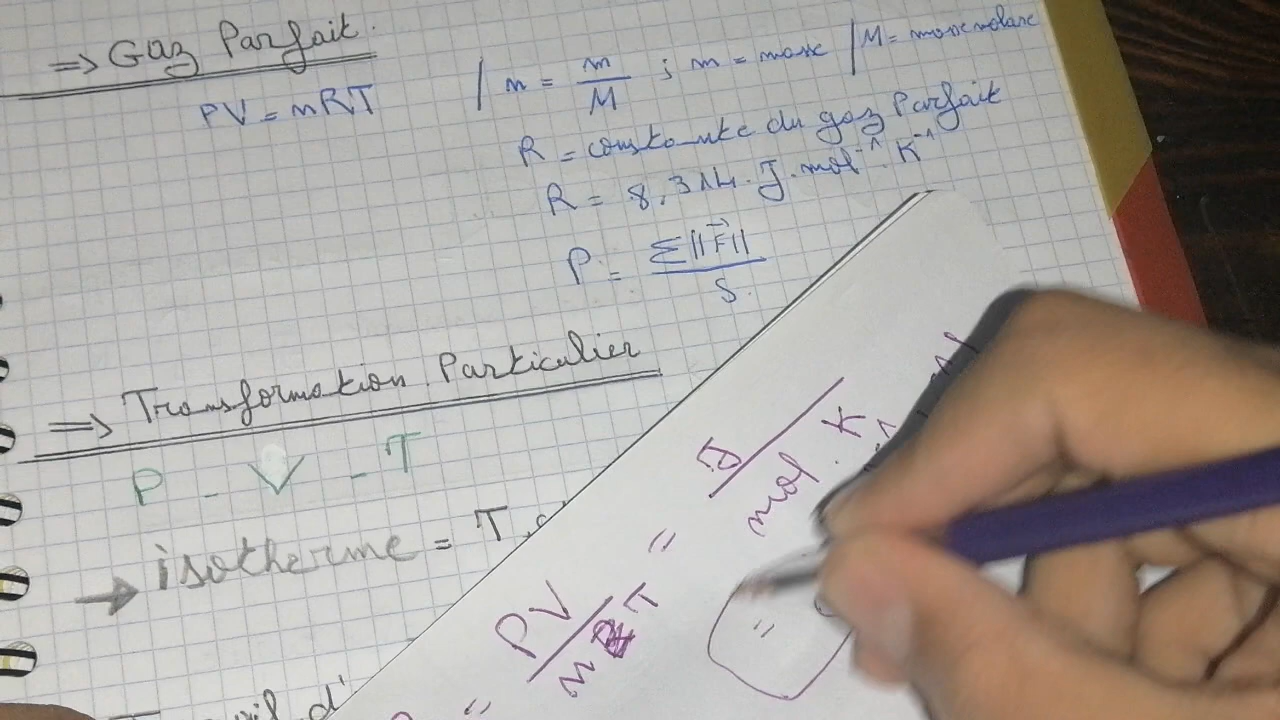 ⇒ Gaz Parfait.
PV = nRT / n = m/M ; m = masse / M = masse molaire
R = constante du gaz Parfait
R = 8,314. J. mol⁻¹. K⁻¹
P = Σ||F⃗|| / S.
⇒ Transformation Particulier
P - V - T
→ isotherme = T.
d'
= PV / nT = J / mol. K
=